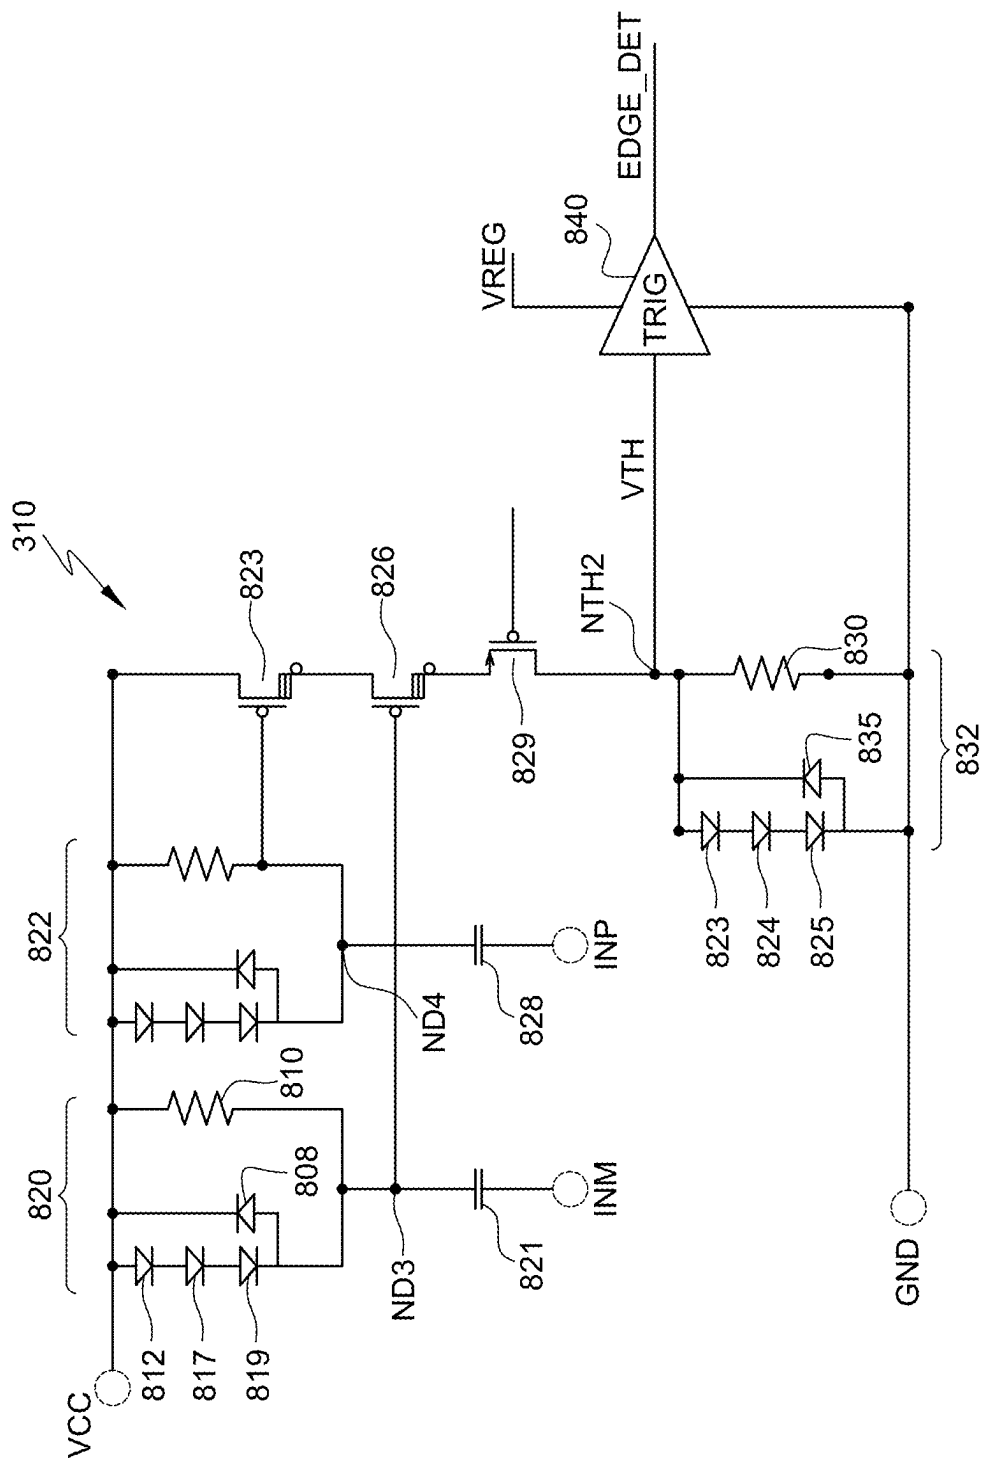 310
VCC
820
822
812
817
819
808
810
ND3
ND4
821
828
INM
INP
823
826
829
NTH2
VTH
VREG
840
TRIG
EDGE_DET
823
824
825
835
830
832
GND